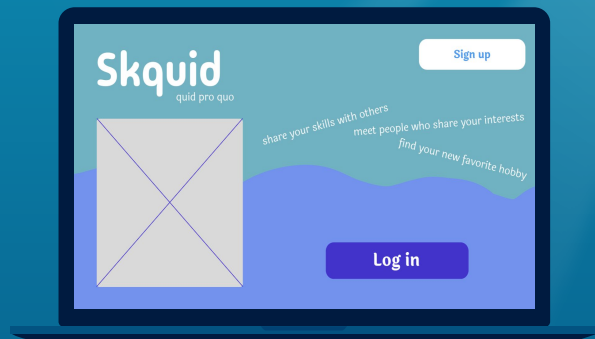 Skquid
quid pro quo
Sign up
share your skills with others
meet people who share your interests
find your new favorite hobby
Log in